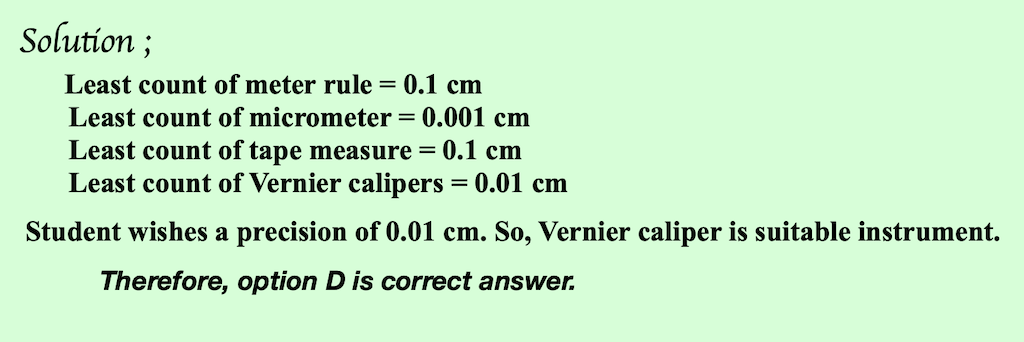 Solution ;
Least count of meter rule = 0.1 cm
Least count of micrometer = 0.001 cm
Least count of tape measure = 0.1 cm
Least count of Vernier calipers = 0.01 cm
Student wishes a precision of 0.01 cm. So, Vernier caliper is suitable instrument.
Therefore, option D is correct answer.